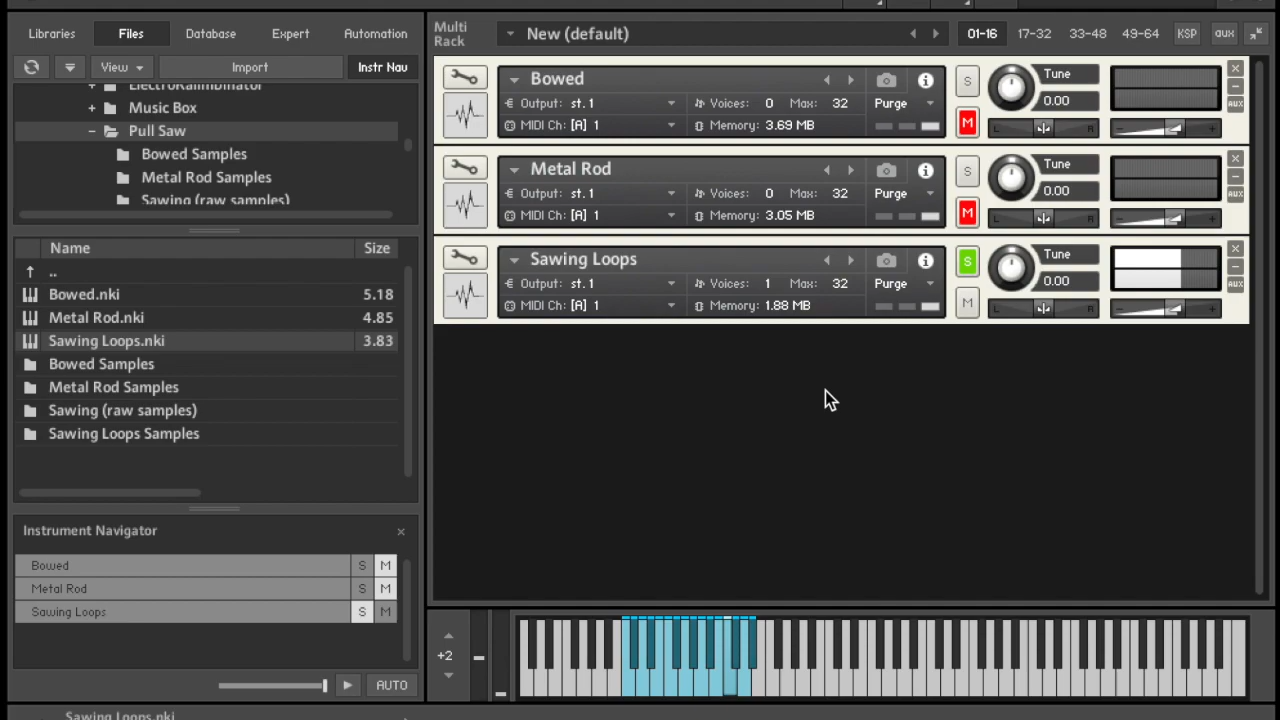 Libraries Files Database Expert Automation
View Import Instr Nav
ElectroKalimbinator
+ Music Box
− Pull Saw
Bowed Samples
Metal Rod Samples
Sawing (raw samples)
Name Size
..
Bowed.nki 5.18
Metal Rod.nki 4.85
Sawing Loops.nki 3.83
Bowed Samples
Metal Rod Samples
Sawing (raw samples)
Sawing Loops Samples
Instrument Navigator ×
Bowed S M
Metal Rod S M
Sawing Loops S M
AUTO
Sawing Loops.nki
Multi Rack New (default) 01-16 17-32 33-48 49-64 KSP aux
Bowed S Tune
Output: st. 1 Voices: 0 Max: 32 Purge 0.00 AUX
MIDI Ch: [A] 1 Memory: 3.69 MB M L R − +
Metal Rod S Tune
Output: st. 1 Voices: 0 Max: 32 Purge 0.00 AUX
MIDI Ch: [A] 1 Memory: 3.05 MB M L R − +
Sawing Loops S Tune
Output: st. 1 Voices: 1 Max: 32 Purge 0.00 AUX
MIDI Ch: [A] 1 Memory: 1.88 MB M L R − +
+2